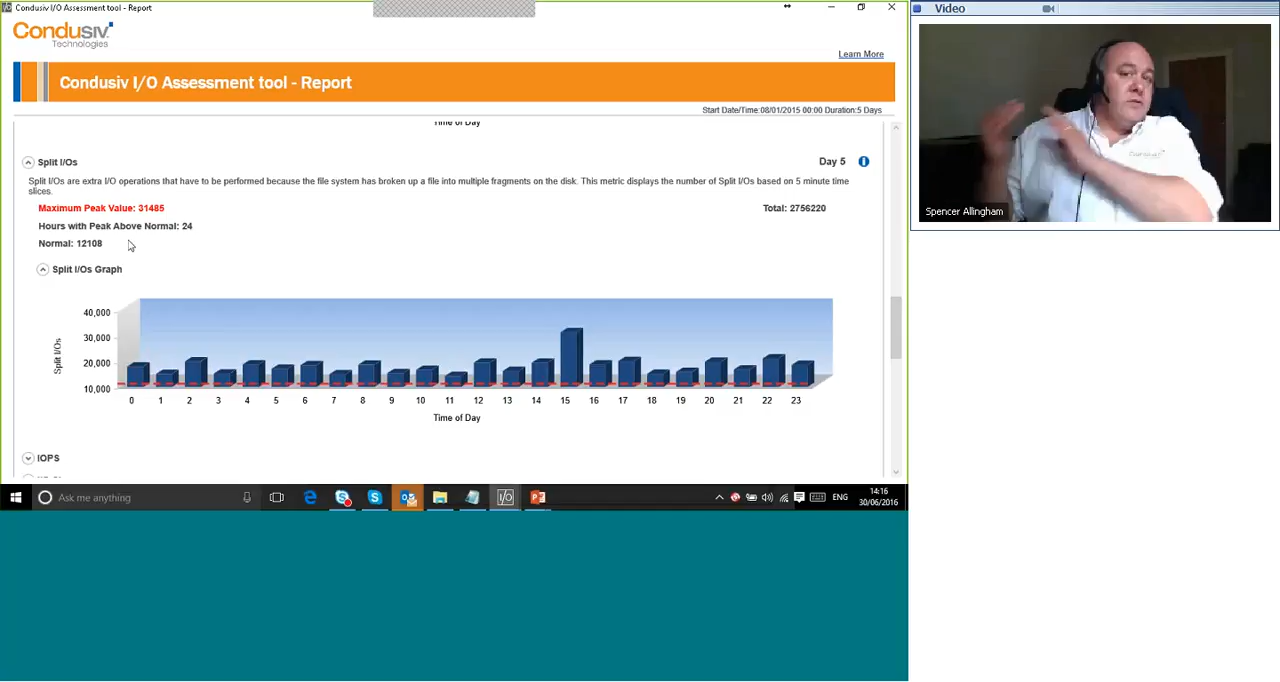 Condusiv I/O Assessment tool - Report
Condusiv
Technologies
Learn More
Condusiv I/O Assessment tool - Report
Start Date/Time:08/01/2015 00:00 Duration:5 Days
Time of Day
Split I/Os
Day 5
Split I/Os are extra I/O operations that have to be performed because the file system has broken up a file into multiple fragments on the disk. This metric displays the number of Split I/Os based on 5 minute time
slices.
Maximum Peak Value: 31485
Total: 2756220
Hours with Peak Above Normal: 24
Normal: 12108
Split I/Os Graph
40,000
30,000
20,000
10,000
Split I/Os
0 1 2 3 4 5 6 7 8 9 10 11 12 13 14 15 16 17 18 19 20 21 22 23
Time of Day
IOPS
Ask me anything
I/O
ENG
14:16
30/06/2016
Video
Condusiv
Spencer Allingham